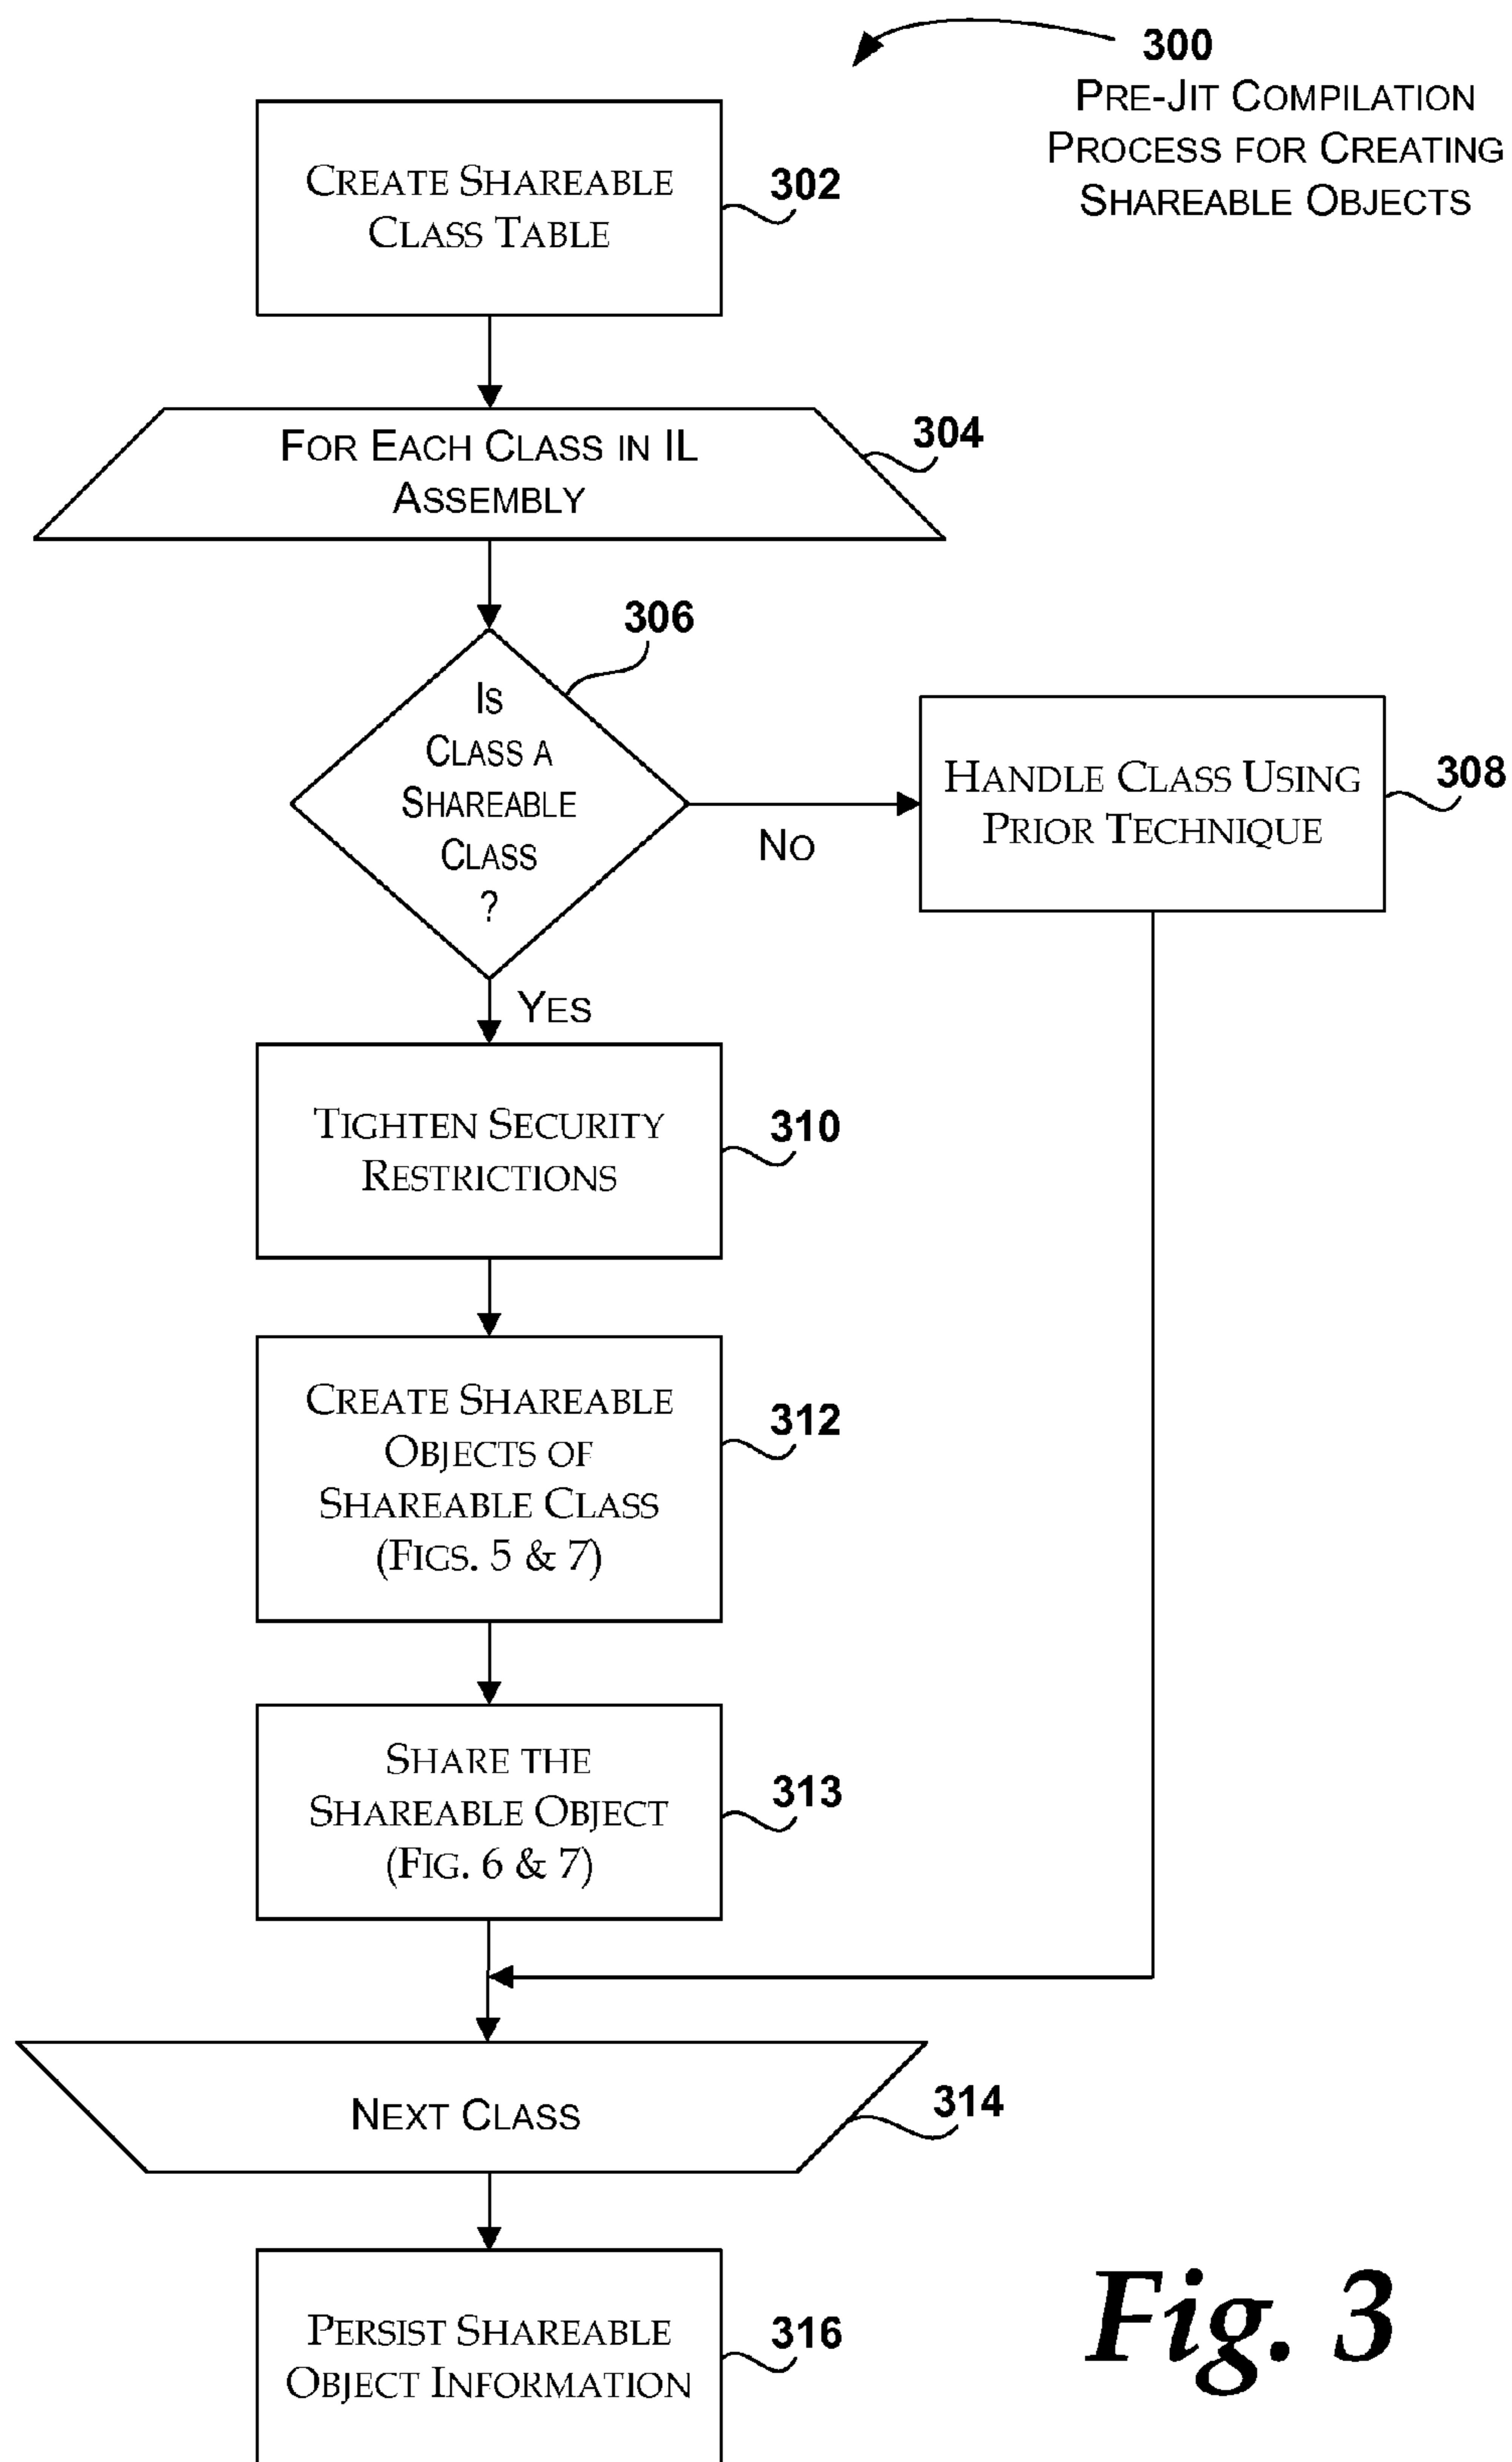 300
PRE-JIT COMPILATION
PROCESS FOR CREATING
SHAREABLE OBJECTS
CREATE SHAREABLE
CLASS TABLE
302
FOR EACH CLASS IN IL
ASSEMBLY
304
306
IS
CLASS A
SHAREABLE
CLASS
?
NO
HANDLE CLASS USING
PRIOR TECHNIQUE
308
YES
TIGHTEN SECURITY
RESTRICTIONS
310
CREATE SHAREABLE
OBJECTS OF
SHAREABLE CLASS
(FIGS. 5 & 7)
312
SHARE THE
SHAREABLE OBJECT
(FIG. 6 & 7)
313
NEXT CLASS
314
PERSIST SHAREABLE
OBJECT INFORMATION
316
Fig. 3